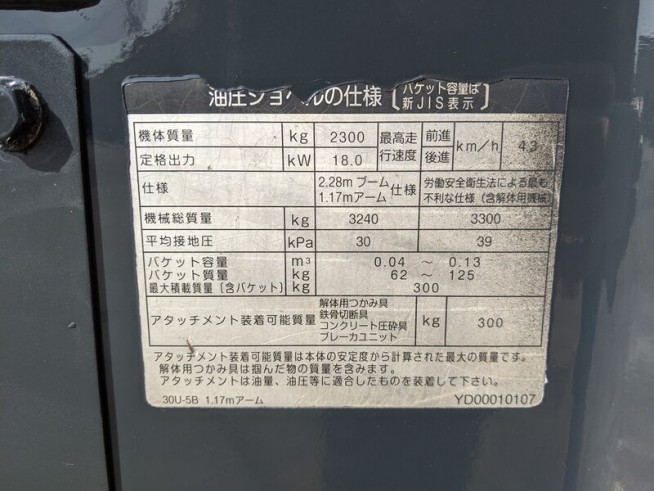 油圧ショベルの仕様 〔バケット容量は
新JIS表示〕
機体質量 kg 2300 最高走行速度 前進 後進 km/h 4.3
定格出力 kW 18.0
仕様 2.28m ブーム 1.17mアーム 仕様 労働安全衛生法による最も不利な仕様（含解体用機械）
機械総質量 kg 3240 3300
平均接地圧 kPa 30 39
バケット容量 m³ 0.04 ～ 0.13
バケット質量 kg 62 ～ 125
最大積載質量（含バケット） kg 300
アタッチメント装着可能質量 解体用つかみ具 鉄骨切断具 コンクリート圧砕具 ブレーカユニット kg 300
アタッチメント装着可能質量は本体の安定度から計算された最大の質量です。
解体用つかみ具は掴んだ物の質量を含みます。
アタッチメントは油量、油圧等に適合したものを装着して下さい。
30U-5B 1.17mアーム YD00010107